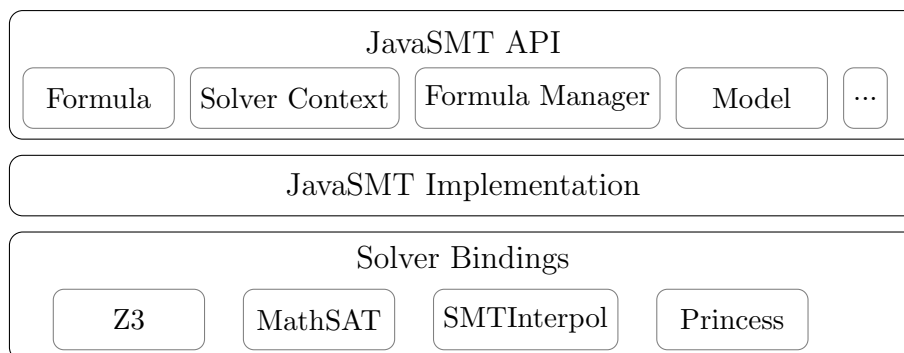 JavaSMT API
Formula Solver Context Formula Manager Model ...
JavaSMT Implementation
Solver Bindings
Z3 MathSAT SMTInterpol Princess